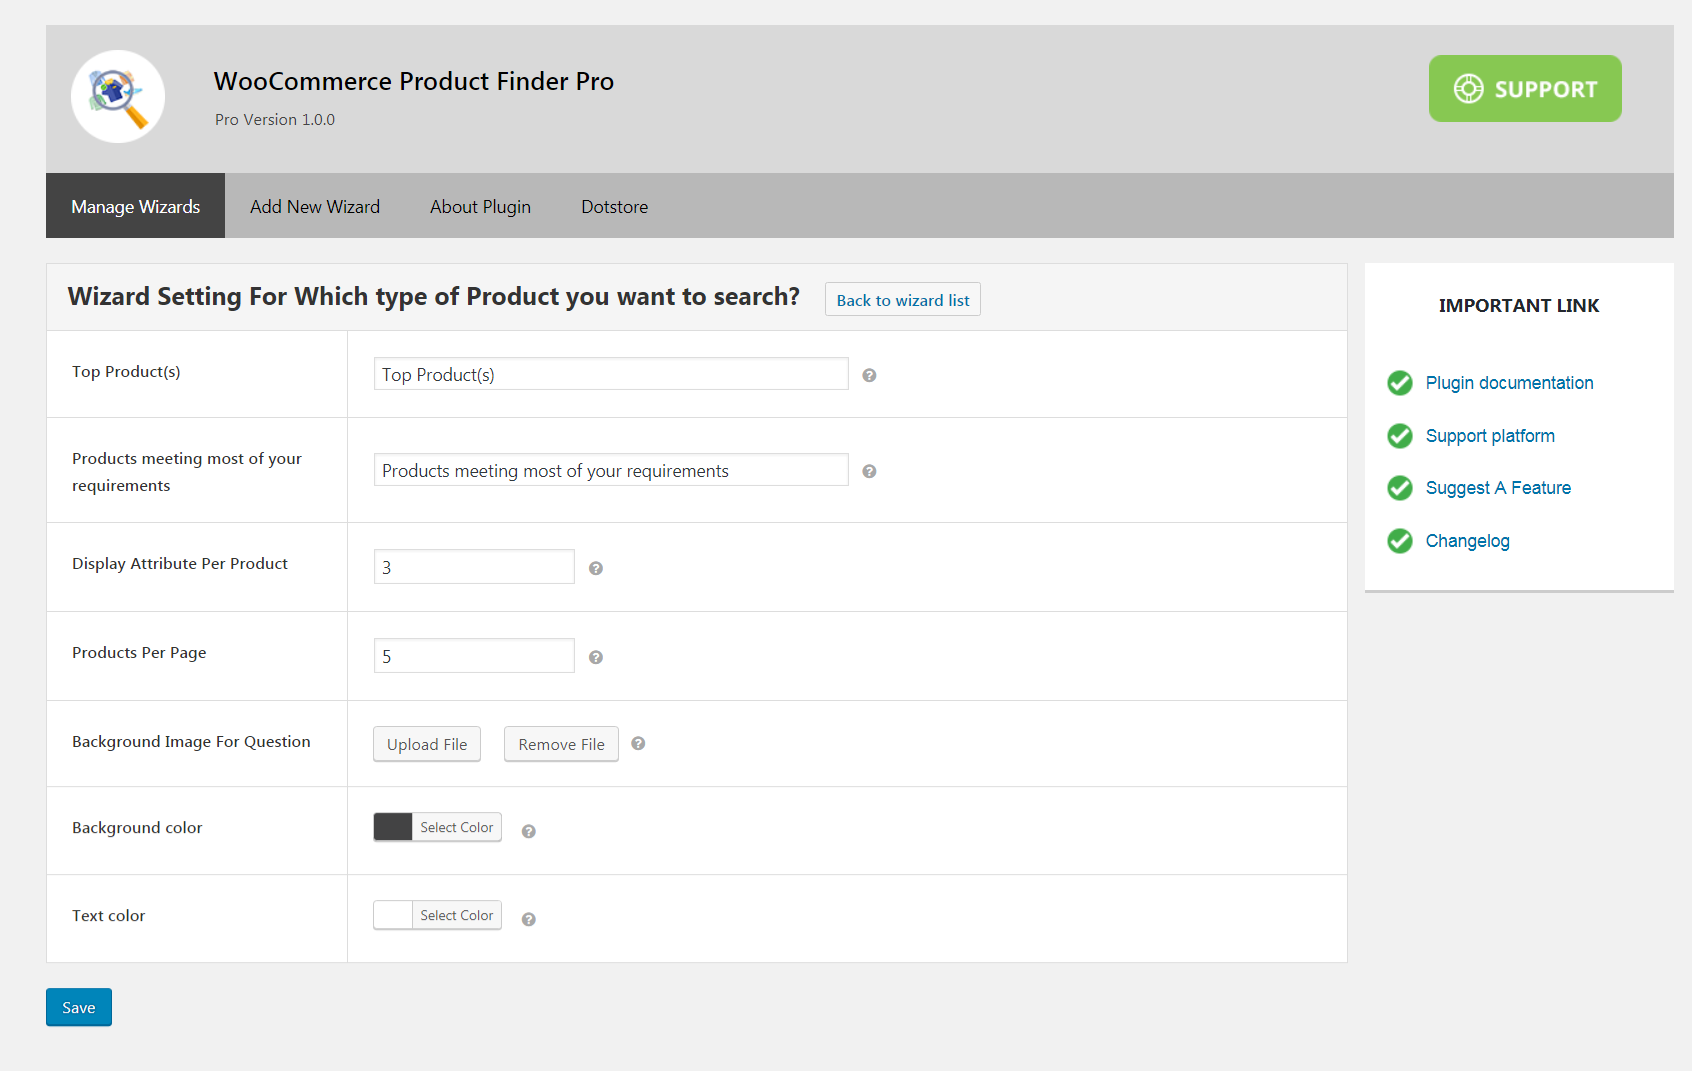 WooCommerce Product Finder Pro
Pro Version 1.0.0
SUPPORT
Manage Wizards
Add New Wizard
About Plugin
Dotstore
Wizard Setting For Which type of Product you want to search?
Back to wizard list
Top Product(s)
Top Product(s)
?
Products meeting most of your
requirements
Products meeting most of your requirements
?
Display Attribute Per Product
3
?
Products Per Page
5
?
Background Image For Question
Upload File
Remove File
?
Background color
Select Color
?
Text color
Select Color
?
Save
IMPORTANT LINK
Plugin documentation
Support platform
Suggest A Feature
Changelog